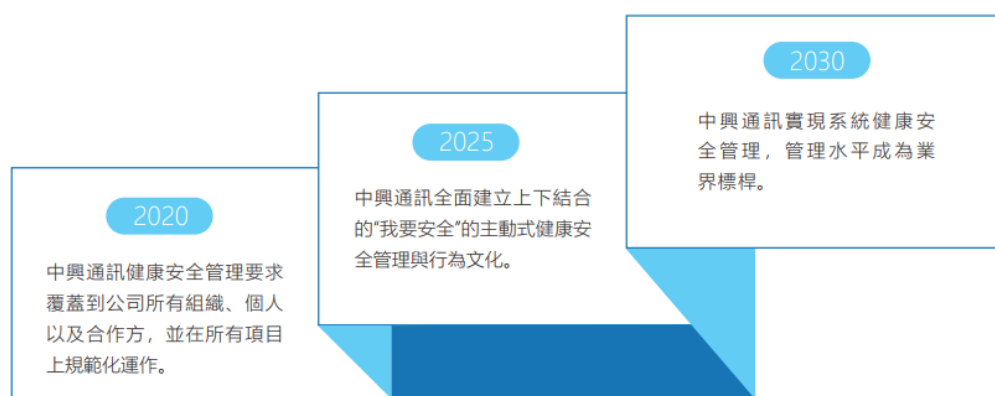 2020
中興通訊健康安全管理要求
覆蓋到公司所有組織、個人
以及合作方，並在所有項目
上規範化運作。
2025
中興通訊全面建立上下結合
的“我要安全”的主動式健康安
全管理與行為文化。
2030
中興通訊實現系統健康安
全管理，管理水平成為業
界標桿。